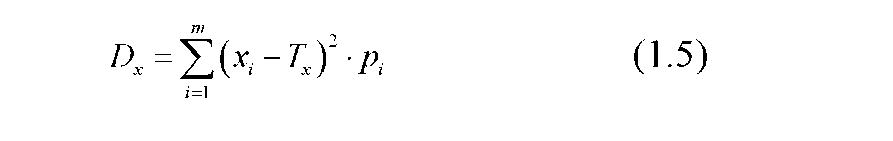 $D_x = \sum_{i=1}^{m} (x_i - T_x)^2 \cdot p_i$ (1.5)